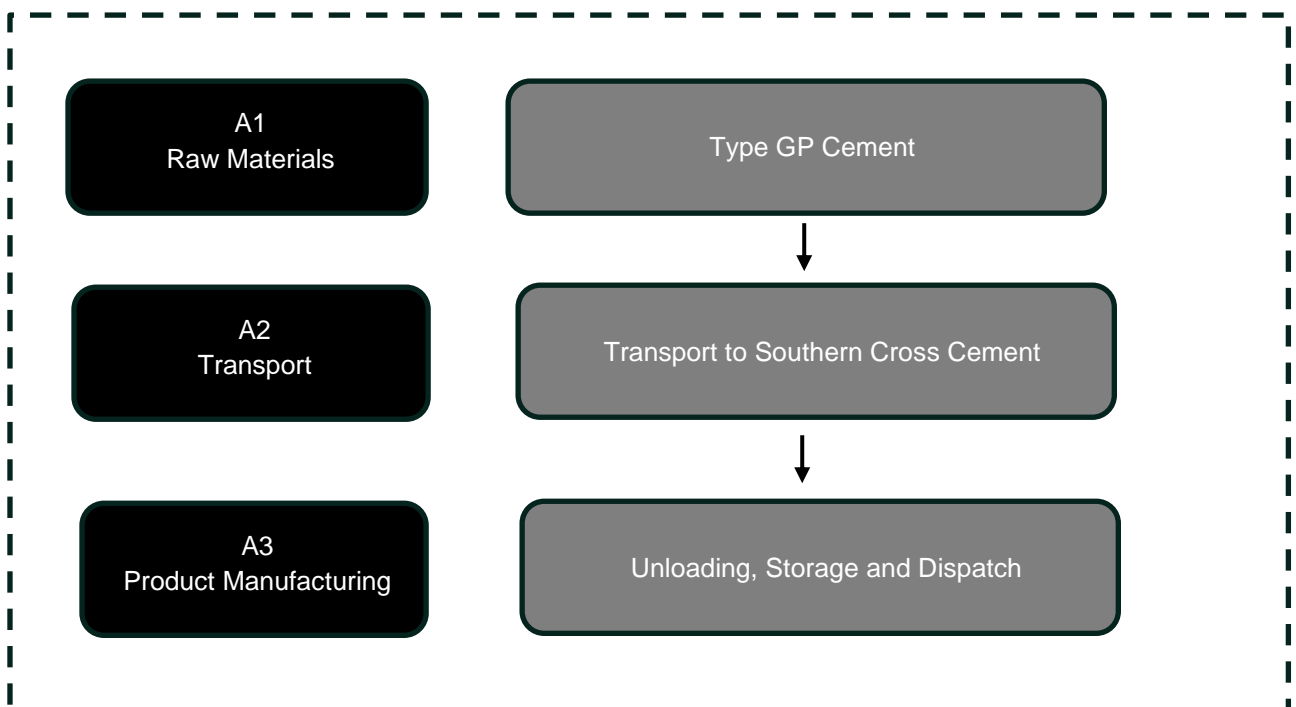 A1
Raw Materials
Type GP Cement
A2
Transport
Transport to Southern Cross Cement
A3
Product Manufacturing
Unloading, Storage and Dispatch